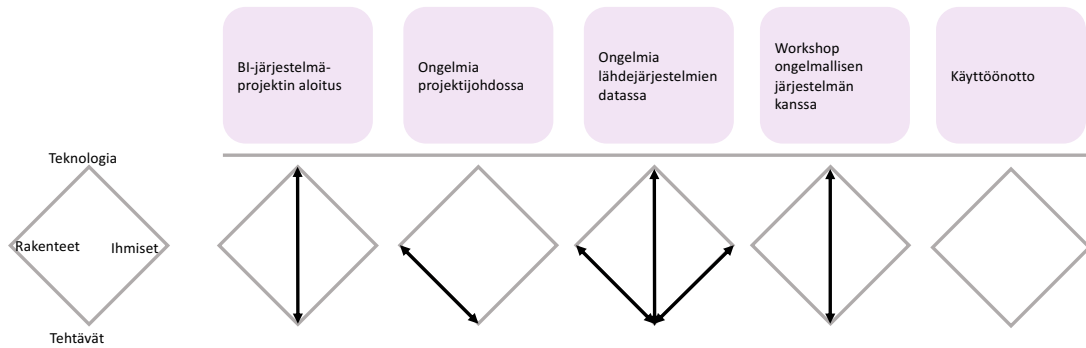 BI-järjestelmä-
projektin aloitus
Ongelmia
projektijohdossa
Ongelmia
lähdejärjestelmien
datassa
Workshop
ongelmallisen
järjestelmän
kanssa
Käyttöönotto
Teknologia
Rakenteet
Ihmiset
Tehtävät